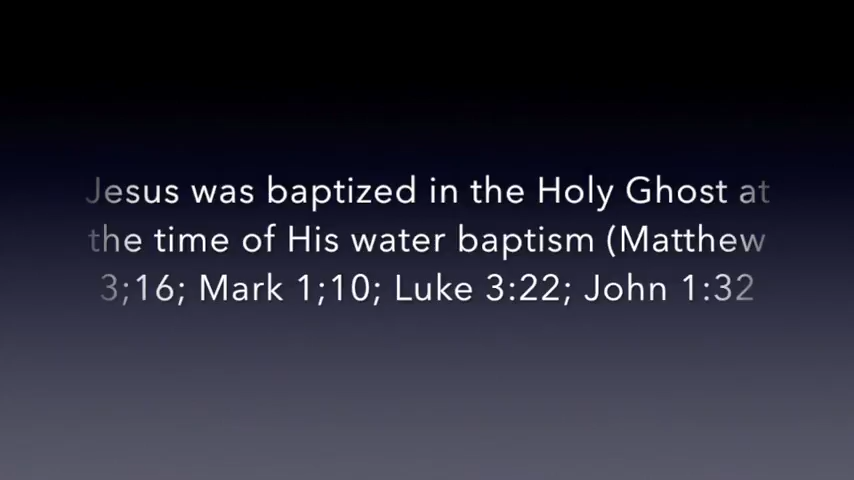 Jesus was baptized in the Holy Ghost at
the time of His water baptism (Matthew
3;16; Mark 1;10; Luke 3:22; John 1:32